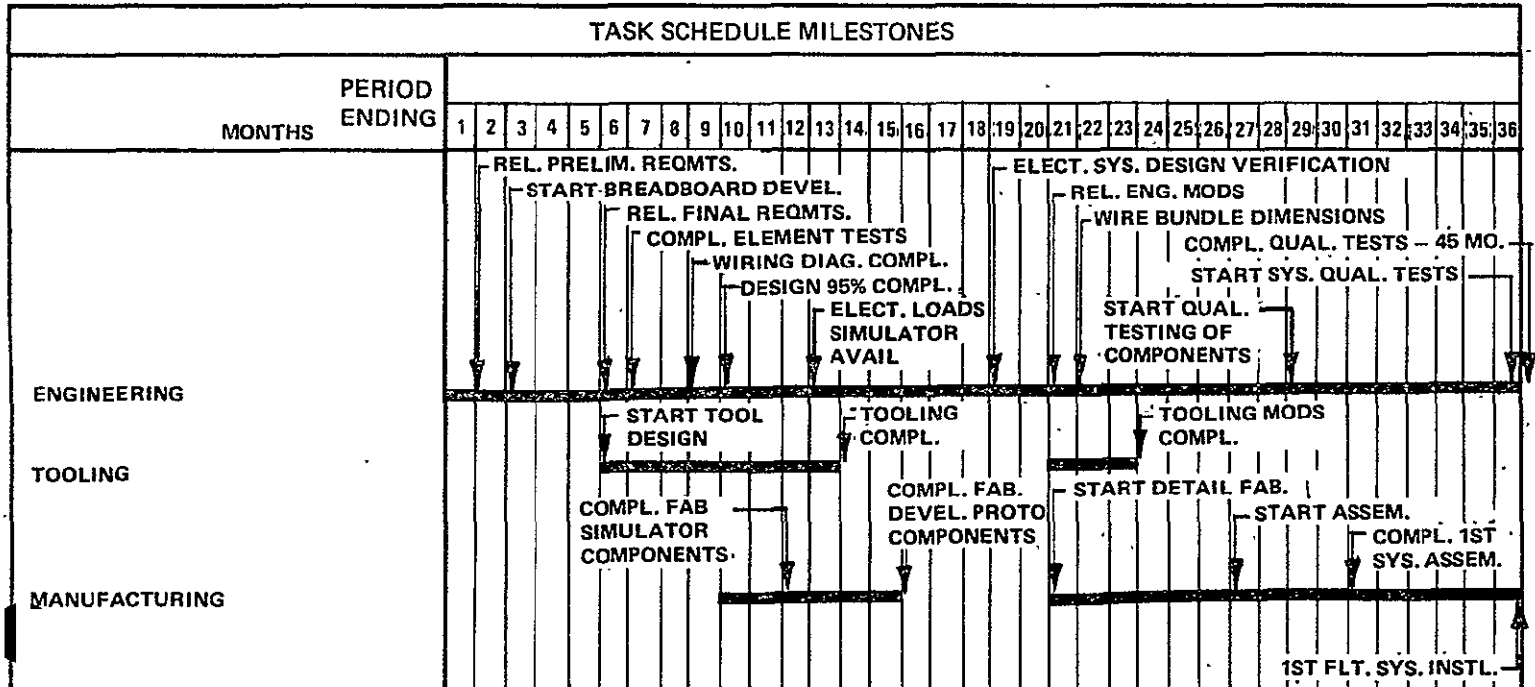 TASK SCHEDULE MILESTONES
PERIOD
ENDING
MONTHS
1 2 3 4 5 6 7 8 9 10 11 12 13 14 15 16 17 18 19 20 21 22 23 24 25 26 27 28 29 30 31 32 33 34 35 36
REL. PRELIM. REQMTS.
START BREADBOARD DEVEL.
REL. FINAL REQMTS.
COMPL. ELEMENT TESTS
WIRING DIAG. COMPL.
DESIGN 95% COMPL.
ELECT. LOADS
SIMULATOR
AVAIL
ELECT. SYS. DESIGN VERIFICATION
REL. ENG. MODS
WIRE BUNDLE DIMENSIONS
COMPL. QUAL. TESTS – 45 MO.
START SYS. QUAL. TESTS
START QUAL.
TESTING OF
COMPONENTS
ENGINEERING
START TOOL
DESIGN
TOOLING
COMPL.
TOOLING MODS
COMPL.
TOOLING
COMPL. FAB
SIMULATOR
COMPONENTS
COMPL. FAB.
DEVEL. PROTO
COMPONENTS
START DETAIL FAB.
START ASSEM.
COMPL. 1ST
SYS. ASSEM.
MANUFACTURING
1ST FLT. SYS. INSTL.